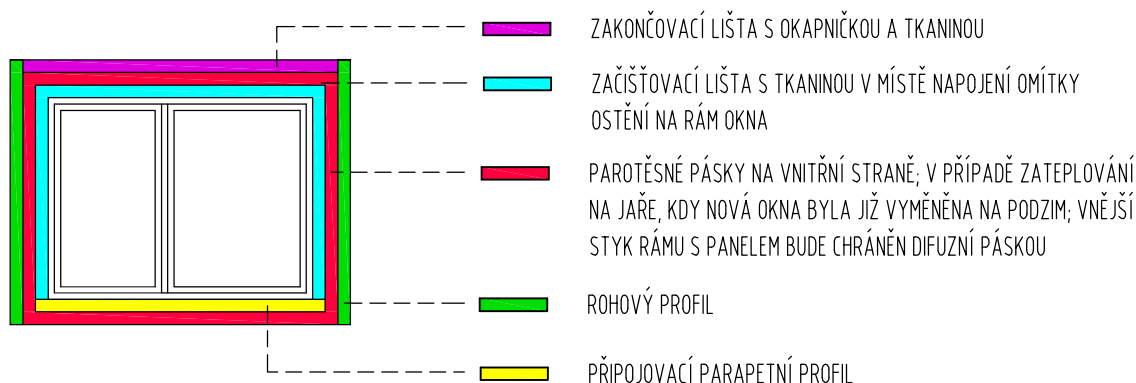 ZAKONČOVACÍ LIŠTA S OKAPNIČKOU A TKANINOU
ZAČIŠŤOVACÍ LIŠTA S TKANINOU V MÍSTĚ NAPOJENÍ OMÍTKY
OSTĚNÍ NA RÁM OKNA
PAROTĚSNÉ PÁSKY NA VNITŘNÍ STRANĚ; V PŘÍPADĚ ZATEPLOVÁNÍ
NA JAŘE, KDY NOVÁ OKNA BYLA JIŽ VYMĚNĚNA NA PODZIM; VNĚJŠÍ
STYK RÁMU S PANELEM BUDE CHRÁNĚN DIFUZNÍ PÁSKOU
ROHOVÝ PROFIL
PŘIPOJOVACÍ PARAPETNÍ PROFIL